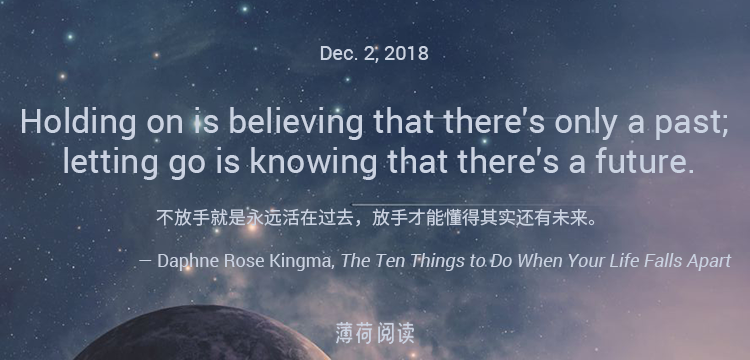 Dec. 2, 2018
Holding on is believing that there's only a past;
letting go is knowing that there's a future.
不放手就是永远活在过去，放手才能懂得其实还有未来。
— Daphne Rose Kingma, The Ten Things to Do When Your Life Falls Apart
薄荷阅读